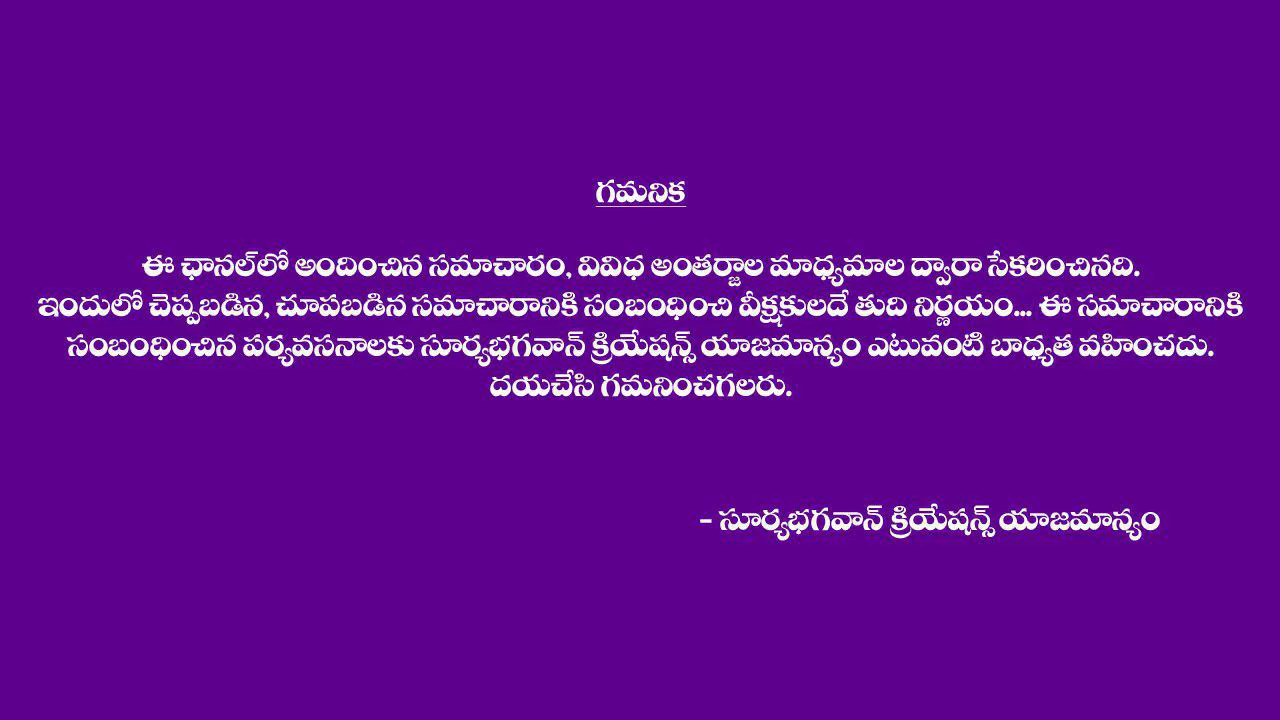 గమనిక
ఈ ఛానల్‌లో అందించిన సమాచారం, వివిధ అంతర్జాల మాధ్యమాల ద్వారా సేకరించినది.
ఇందులో చెప్పబడిన, చూపబడిన సమాచారానికి సంబంధించి వీక్షకులదే తుది నిర్ణయం... ఈ సమాచారానికి
సంబంధించిన పర్యవసనాలకు సూర్యభగవాన్ క్రియేషన్స్ యాజమాన్యం ఎటువంటి బాధ్యత వహించదు.
దయచేసి గమనించగలరు.
- సూర్యభగవాన్ క్రియేషన్స్ యాజమాన్యం